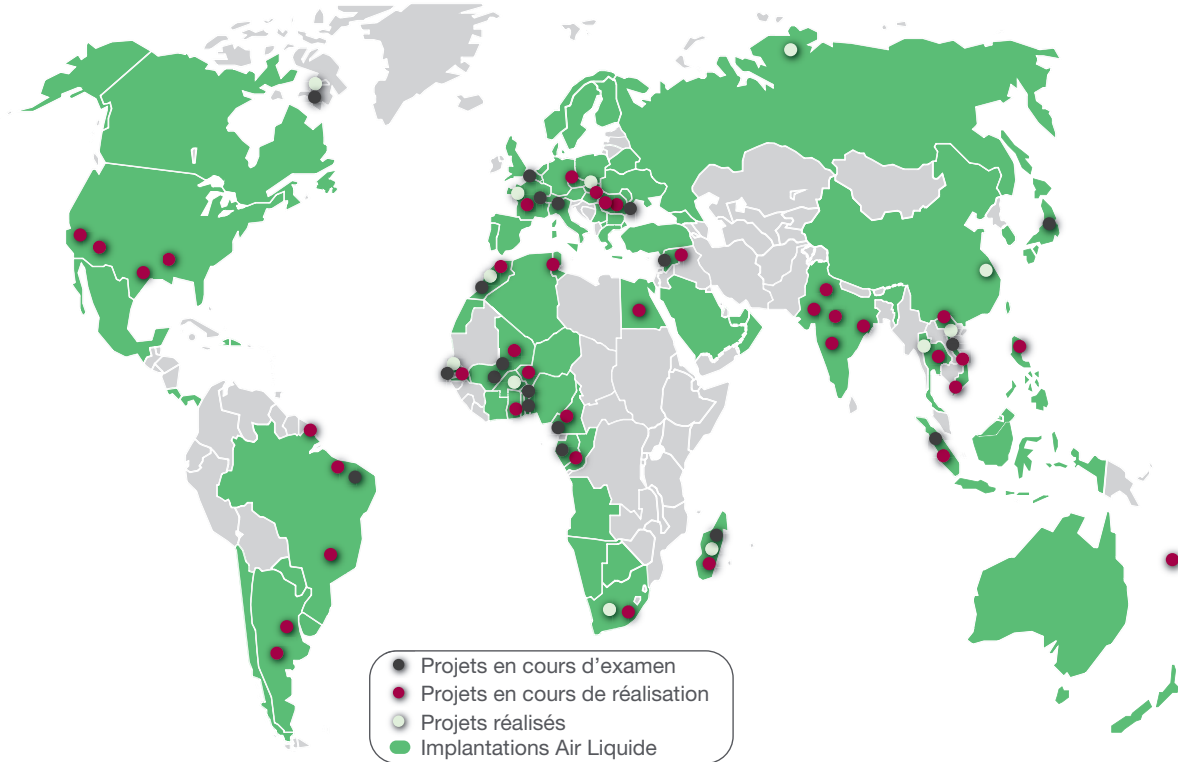 Projets en cours d’examen
Projets en cours de réalisation
Projets réalisés
Implantations Air Liquide